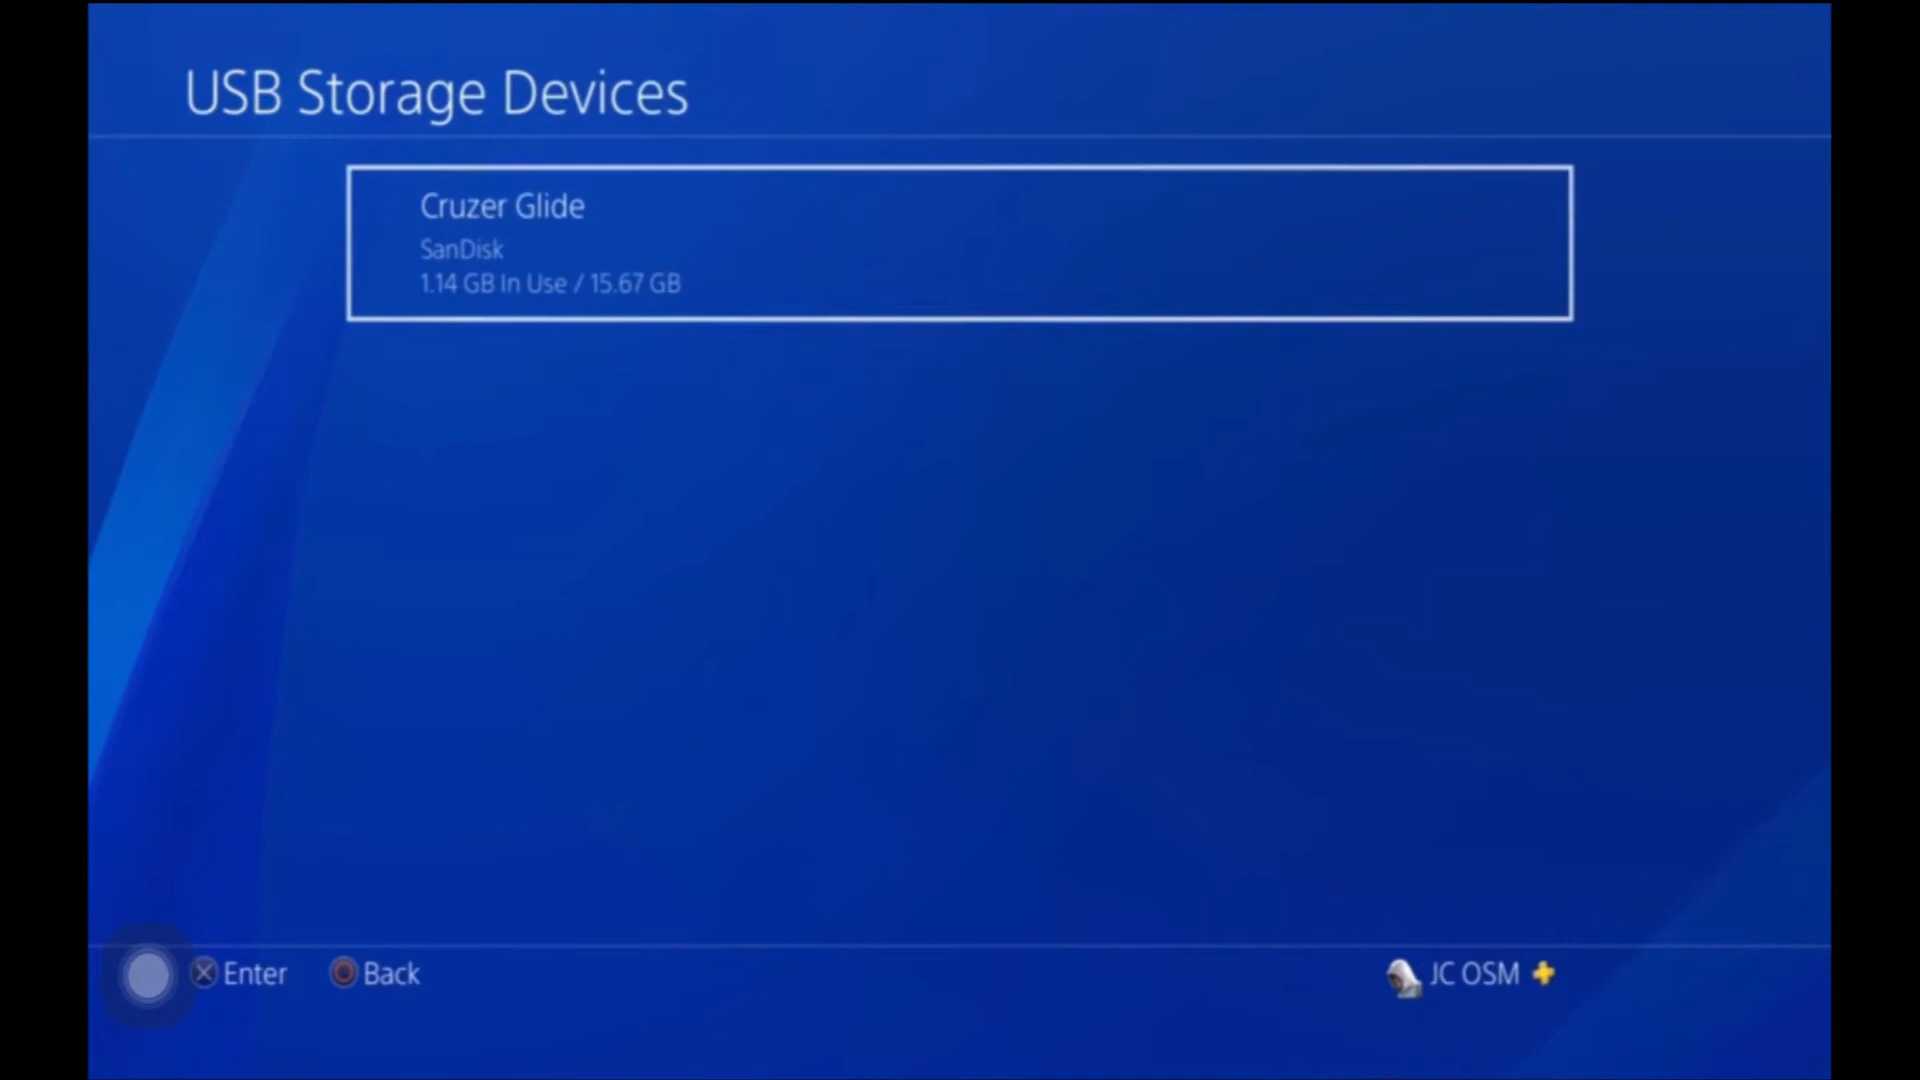 USB Storage Devices
Cruzer Glide
SanDisk
1.14 GB In Use / 15.67 GB
Enter Back JC OSM